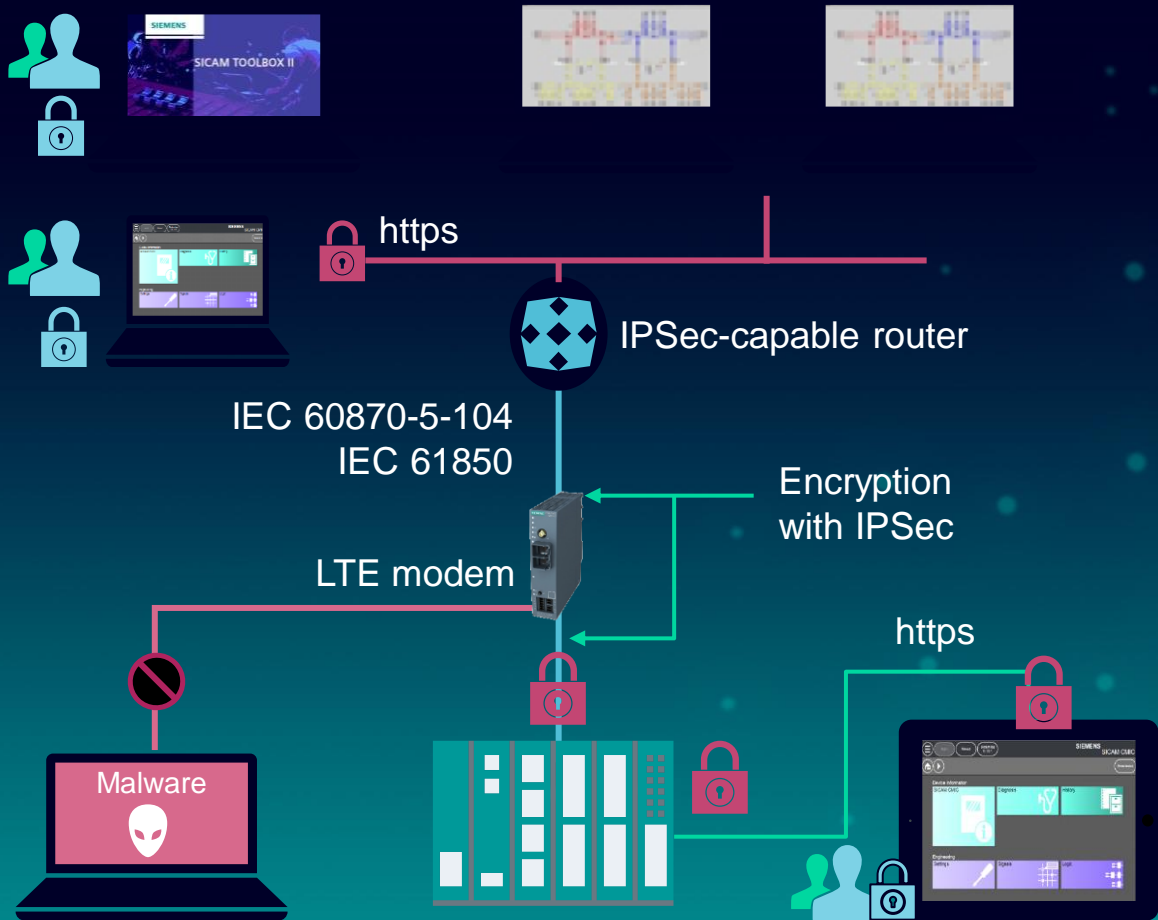 SIEMENS
SICAM TOOLBOX II
https
IPSec-capable router
IEC 60870-5-104
IEC 61850
Encryption
with IPSec
LTE modem
https
Malware
SIEMENS
SICAM CMIC
Device Information
SICAM CMIC
Diagnosis
History
Engineering
Settings
Signals
Logic